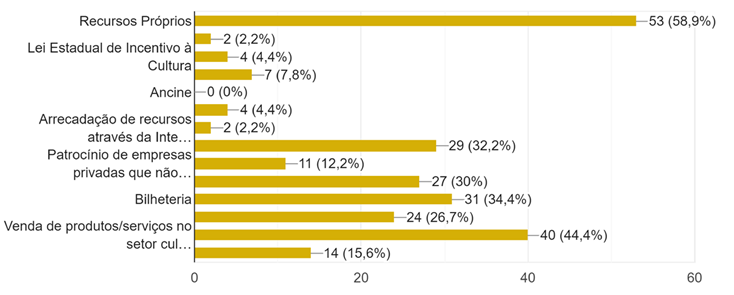 Recursos Próprios
53 (58,9%)
2 (2,2%)
Lei Estadual de Incentivo à
Cultura
4 (4,4%)
7 (7,8%)
Ancine
0 (0%)
4 (4,4%)
Arrecadação de recursos
através da Inte…
2 (2,2%)
29 (32,2%)
Patrocínio de empresas
privadas que não…
11 (12,2%)
27 (30%)
Bilheteria
31 (34,4%)
24 (26,7%)
Venda de produtos/serviços no
setor cul…
40 (44,4%)
14 (15,6%)
0
20
40
60